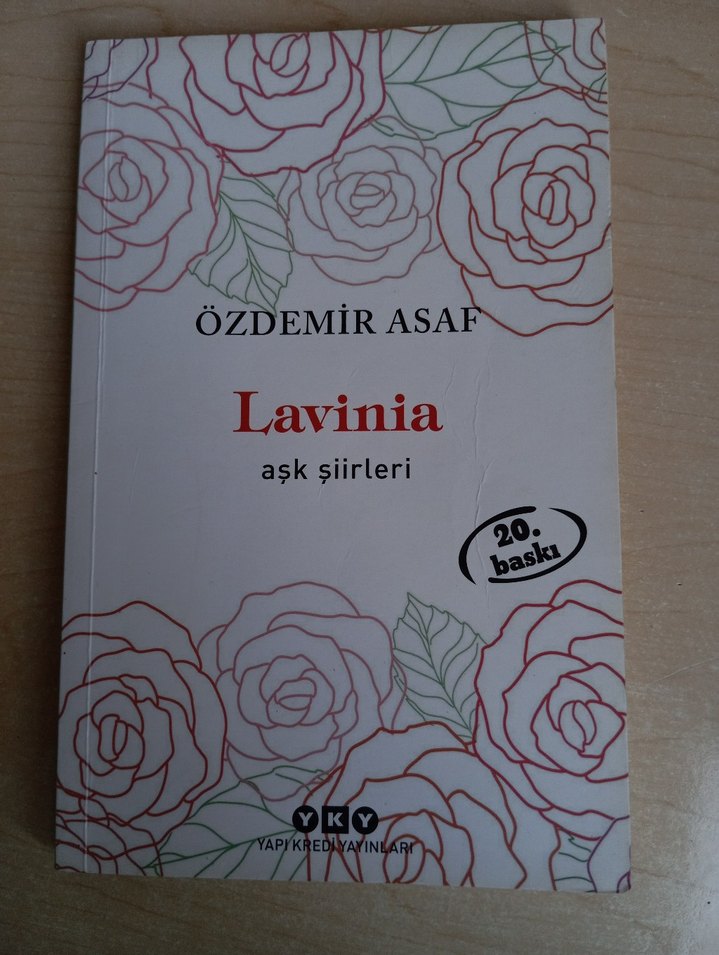 ÖZDEMİR ASAF
Lavinia
aşk şiirleri
20.
baskı
YKY
YAPI KREDİ YAYINLARI